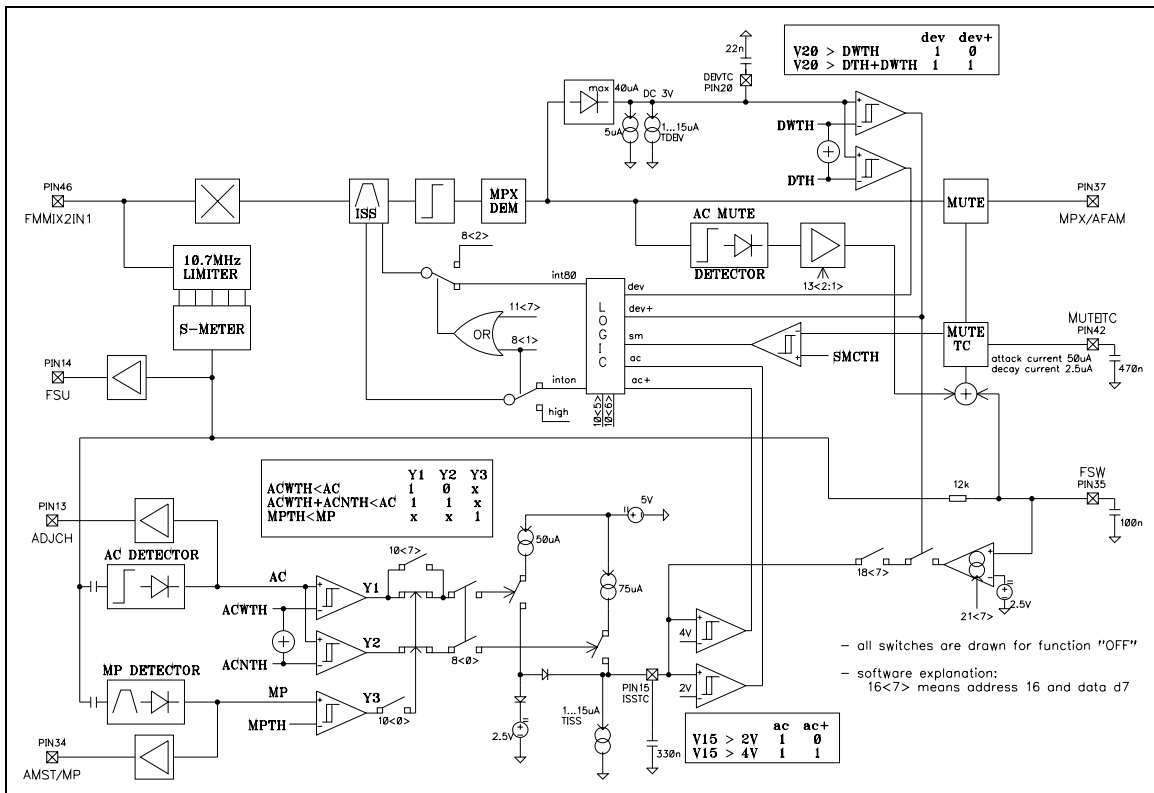 dev dev+
V20 > DWTH 1 0
V20 > DTH+DWTH 1 1
22n
DEVTC
PIN20
max 40uA
DC 3V
5uA
1...15uA
TDEV
DWTH
DTH
PIN46
FMMIX2IN1
ISS
MPX
DEM
MUTE
PIN37
MPX/AFAM
AC MUTE
DETECTOR
8<2>
13<2:1>
10.7MHz
LIMITER
S-METER
int80
LOGIC
dev
dev+
sm
ac
ac+
11<7>
OR
8<1>
inton
high
10<5>
10<6>
SMCTH
MUTE
TC
MUTETC
PIN42
attack current 50uA
decay current 2.5uA
470n
PIN14
FSU
Y1 Y2 Y3
ACWTH<AC 1 0 x
ACWTH+ACNTH<AC 1 1 x
MPTH<MP x x 1
12k
FSW
PIN35
100n
PIN13
ADJCH
AC DETECTOR
AC
ACWTH
ACNTH
Y1
Y2
10<7>
8<0>
50uA
5V
75uA
18<7>
21<7>
2.5V
4V
2V
MP DETECTOR
MP
MPTH
Y3
10<0>
2.5V
1...15uA
TISS
PIN15
ISSTC
330n
PIN34
AMST/MP
ac ac+
V15 > 2V 1 0
V15 > 4V 1 1
- all switches are drawn for function "OFF"
- software explanation:
16<7> means address 16 and data d7